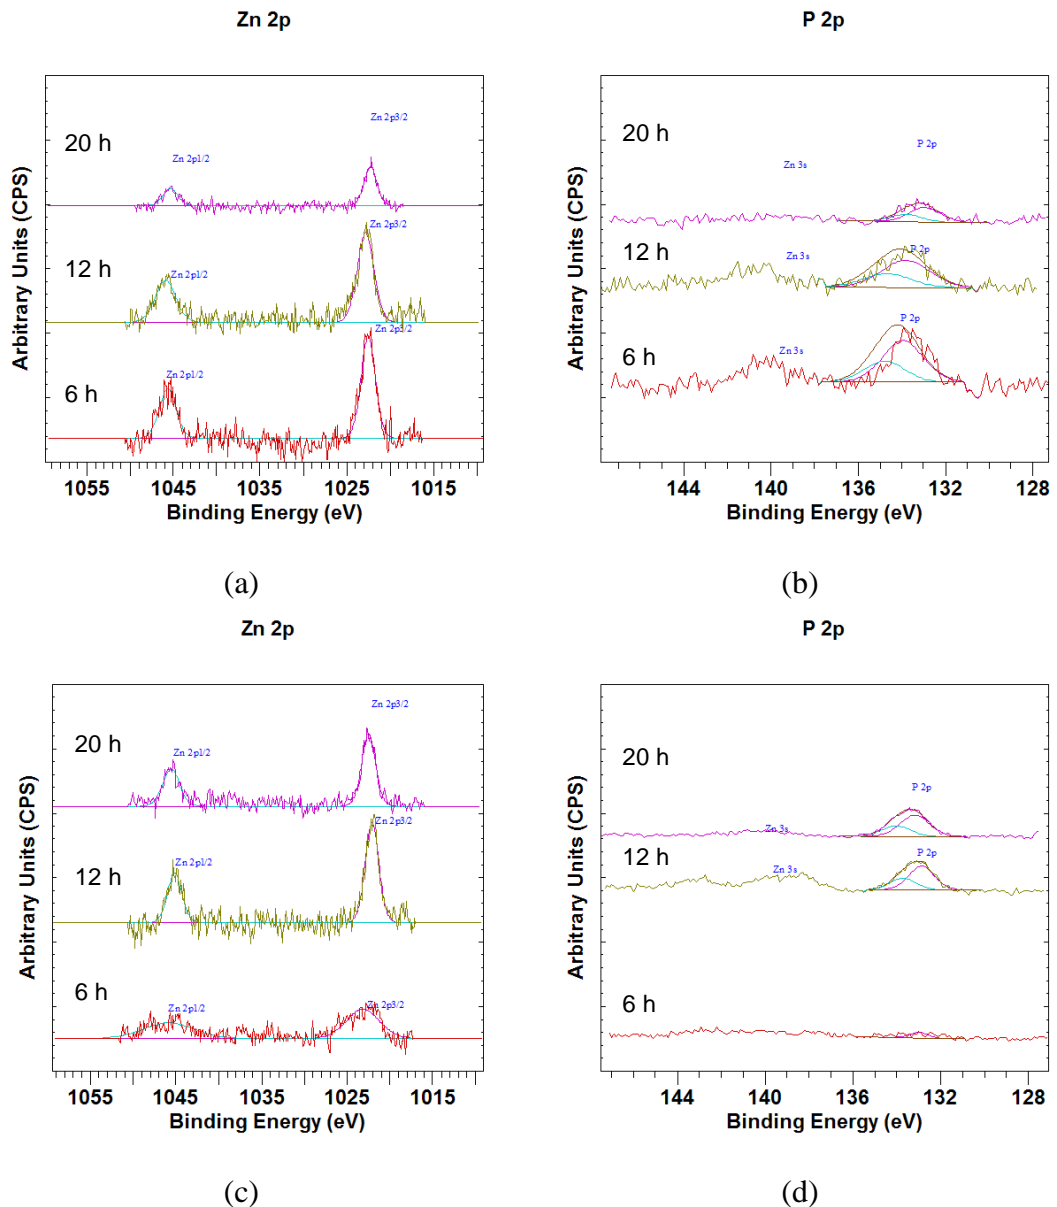 Zn 2p
P 2p
Arbitrary Units (CPS)
20 h
Zn 2p3/2
Zn 2p1/2
12 h
Zn 2p3/2
Zn 2p1/2
6 h
Zn 2p3/2
Zn 2p1/2
1055 1045 1035 1025 1015
Binding Energy (eV)
(a)
Arbitrary Units (CPS)
20 h
P 2p
Zn 3s
12 h
P 2p
Zn 3s
6 h
P 2p
Zn 3s
144 140 136 132 128
Binding Energy (eV)
(b)
Zn 2p
P 2p
Arbitrary Units (CPS)
20 h
Zn 2p3/2
Zn 2p1/2
12 h
Zn 2p3/2
Zn 2p1/2
6 h
Zn 2p3/2
Zn 2p1/2
1055 1045 1035 1025 1015
Binding Energy (eV)
(c)
Arbitrary Units (CPS)
20 h
P 2p
Zn 3s
12 h
P 2p
Zn 3s
6 h
144 140 136 132 128
Binding Energy (eV)
(d)